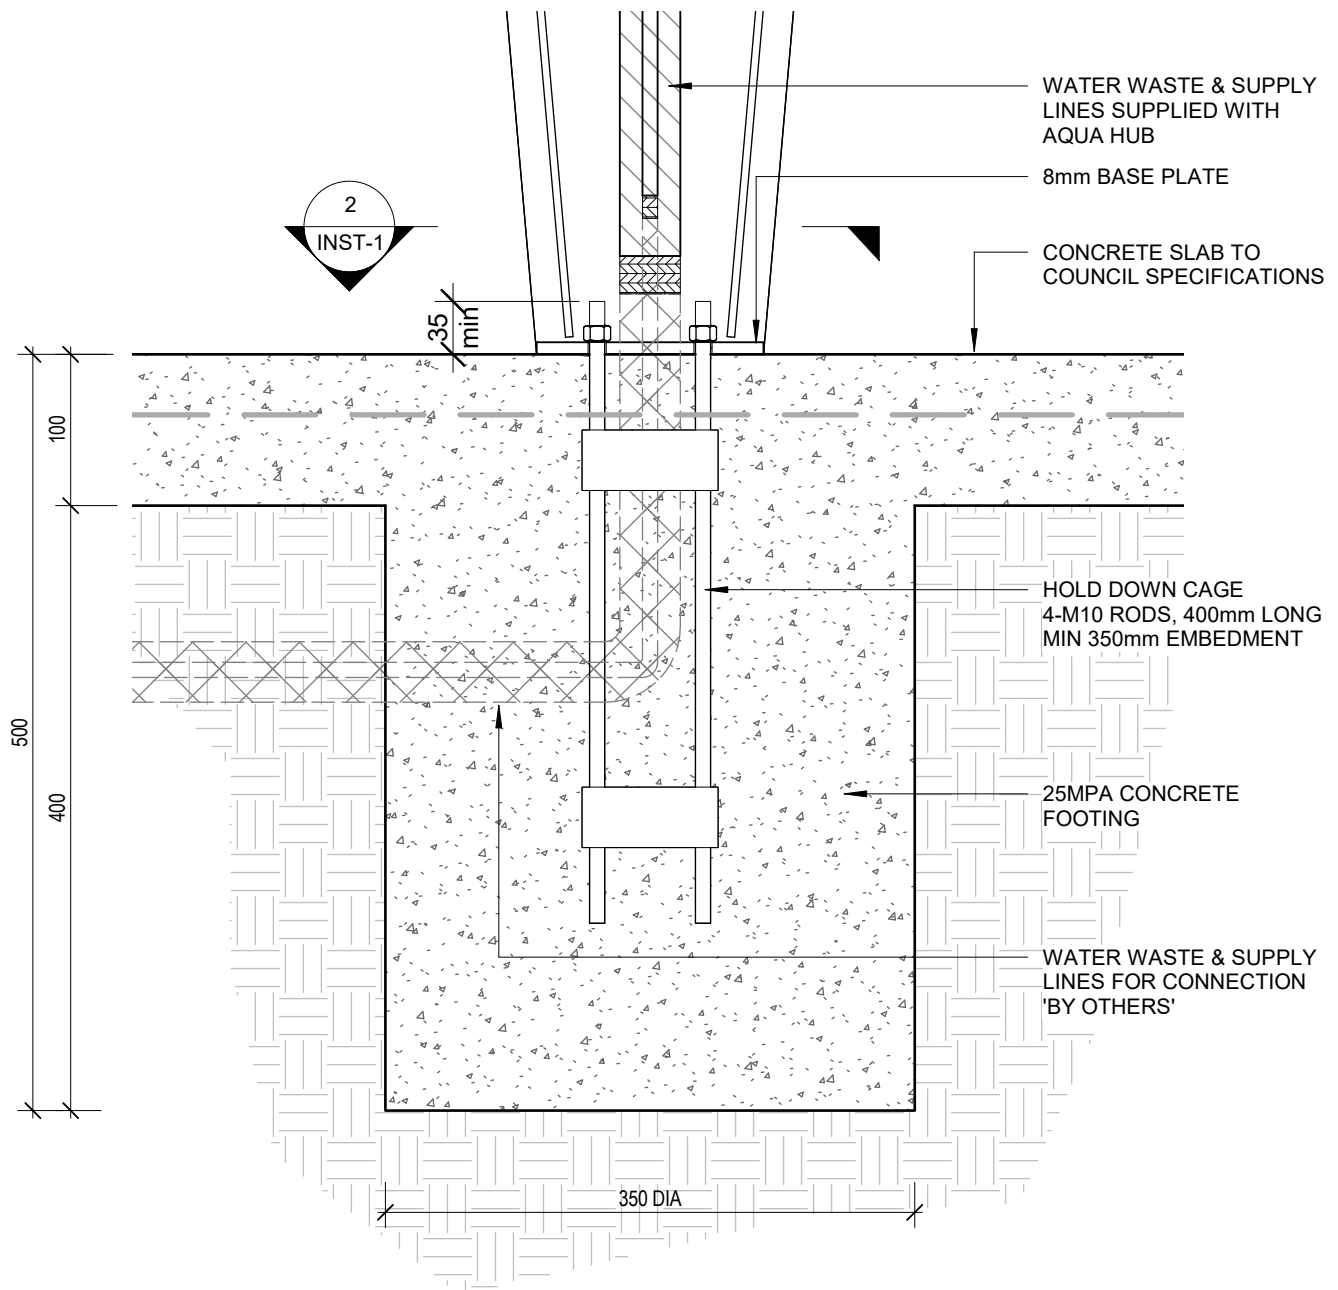 WATER WASTE & SUPPLY
LINES SUPPLIED WITH
AQUA HUB
8mm BASE PLATE
2
INST-1
CONCRETE SLAB TO
COUNCIL SPECIFICATIONS
35
min
100
HOLD DOWN CAGE
4-M10 RODS, 400mm LONG
MIN 350mm EMBEDMENT
500
400
25MPA CONCRETE
FOOTING
WATER WASTE & SUPPLY
LINES FOR CONNECTION
'BY OTHERS'
350 DIA